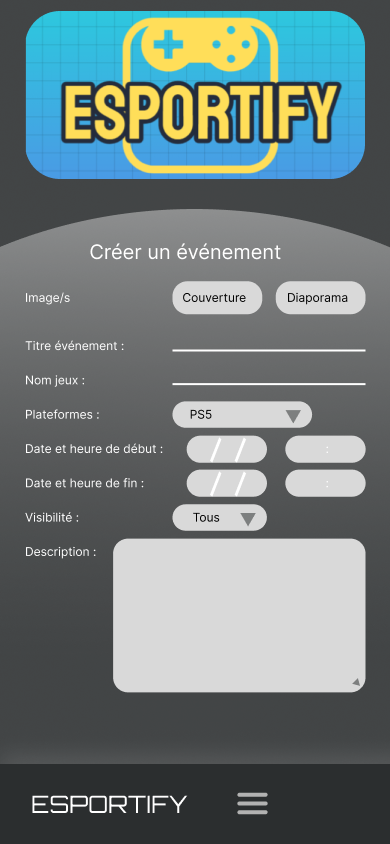 ESPORTIFY
Créer un événement
Image/s Couverture Diaporama
Titre événement :
Nom jeux :
Plateformes : PS5
Date et heure de début : / / :
Date et heure de fin : / / :
Visibilité : Tous
Description :
ESPORTIFY